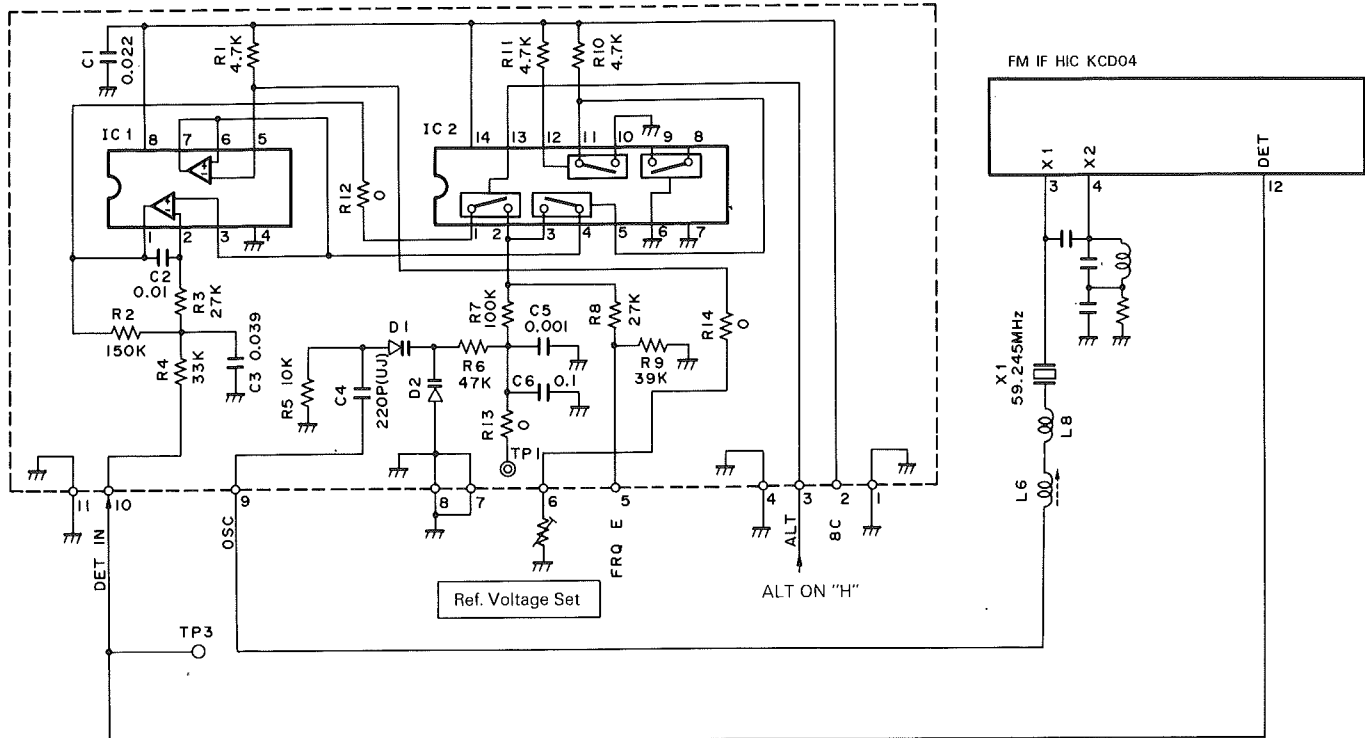 C1
0.022
R1
4.7K
R11
4.7K
R10
4.7K
FM IF HIC KCD04
IC1
8
7
6
5
IC2
14
13
12
11
10
9
8
X1
X2
DET
3
4
12
R12
0
1
2
3
4
1
2
3
4
5
6
7
C2
0.01
R3
27K
R2
150K
R4
33K
C3 0.039
D1
R7
100K
C5
0.001
R8
27K
R14
0
R5 10K
C4
220P(UJ)
D2
R6
47K
C6
0.1
R9
39K
R13
0
TP1
X1
59.245MHz
L8
L6
11
10
9
8
7
6
5
4
3
2
1
DET IN
OSC
FRQ E
ALT
8C
Ref. Voltage Set
ALT ON "H"
TP3